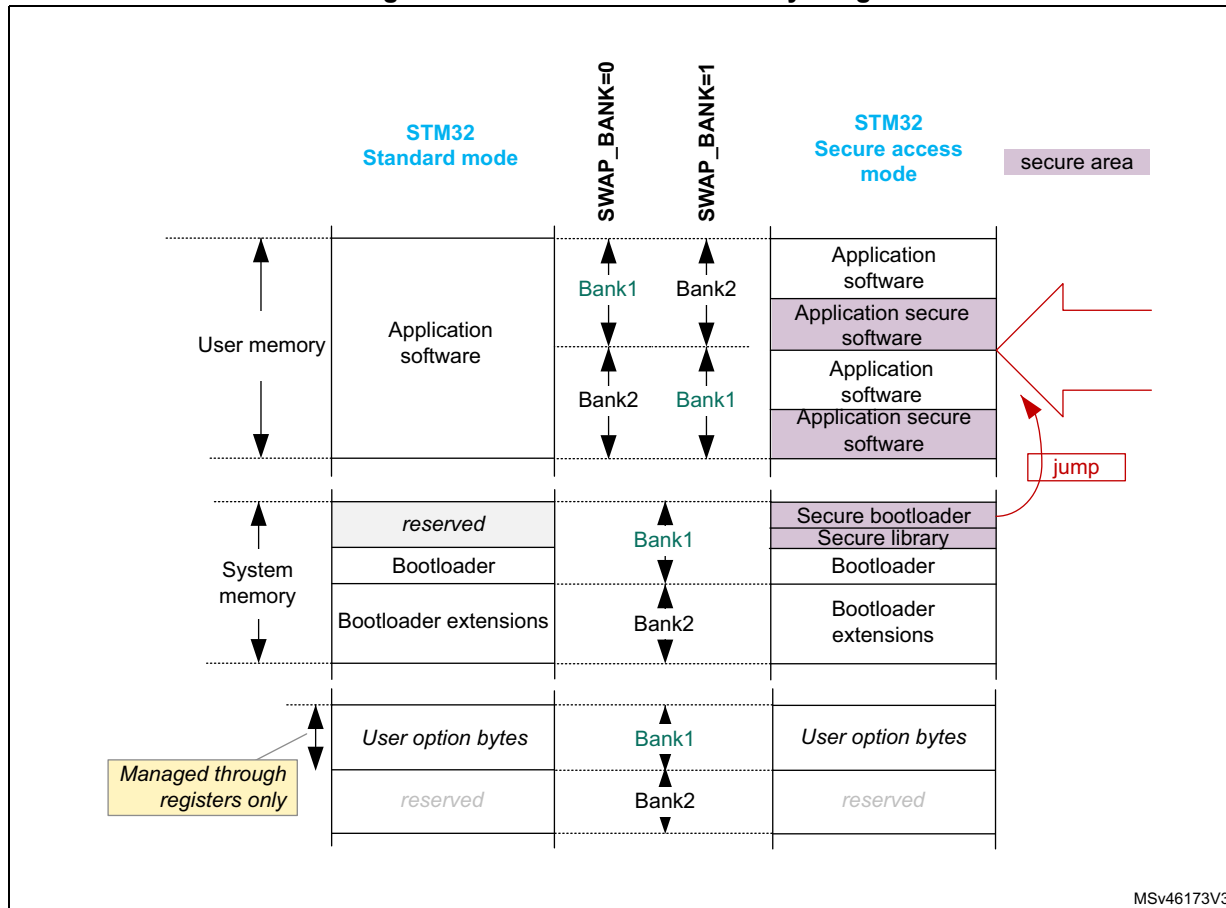 SWAP_BANK=0
SWAP_BANK=1
STM32
Standard mode
STM32
Secure access
mode
secure area
User memory
Application
software
Bank1
Bank2
Bank2
Bank1
Application
software
Application secure
software
Application
software
Application secure
software
jump
System
memory
reserved
Bootloader
Bootloader extensions
Bank1
Bank2
Secure bootloader
Secure library
Bootloader
Bootloader
extensions
Managed through
registers only
User option bytes
reserved
Bank1
Bank2
User option bytes
reserved
MSv46173V3